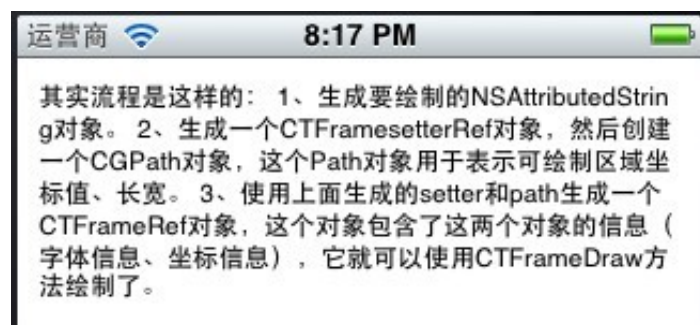 运营商 8:17 PM
其实流程是这样的： 1、生成要绘制的NSAttributedStrin
g对象。 2、生成一个CTFramesetterRef对象，然后创建
一个CGPath对象，这个Path对象用于表示可绘制区域坐
标值、长宽。 3、使用上面生成的setter和path生成一个
CTFrameRef对象，这个对象包含了这两个对象的信息（
字体信息、坐标信息），它就可以使用CTFrameDraw方
法绘制了。